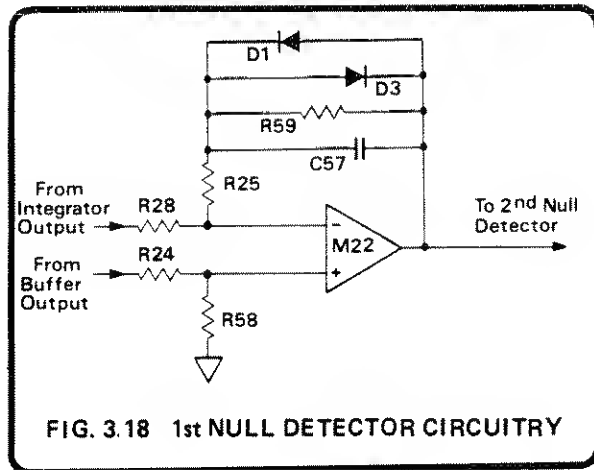 D1
D3
R59
C57
R25
From
Integrator
Output
R28
From
Buffer
Output
R24
−
M22
+
To 2nd Null
Detector
R58
FIG. 3.18 1st NULL DETECTOR CIRCUITRY